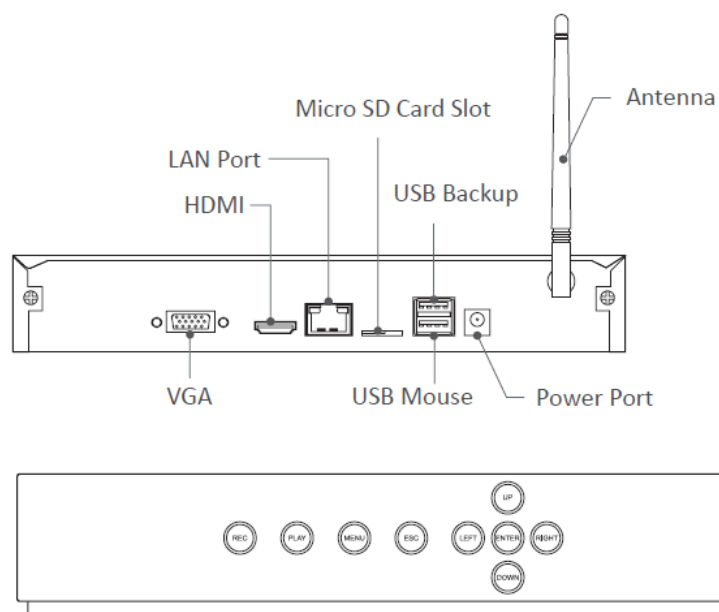 Antenna
Micro SD Card Slot
LAN Port
USB Backup
HDMI
VGA
USB Mouse
Power Port
UP
REC PLAY MENU ESC LEFT ENTER RIGHT
DOWN